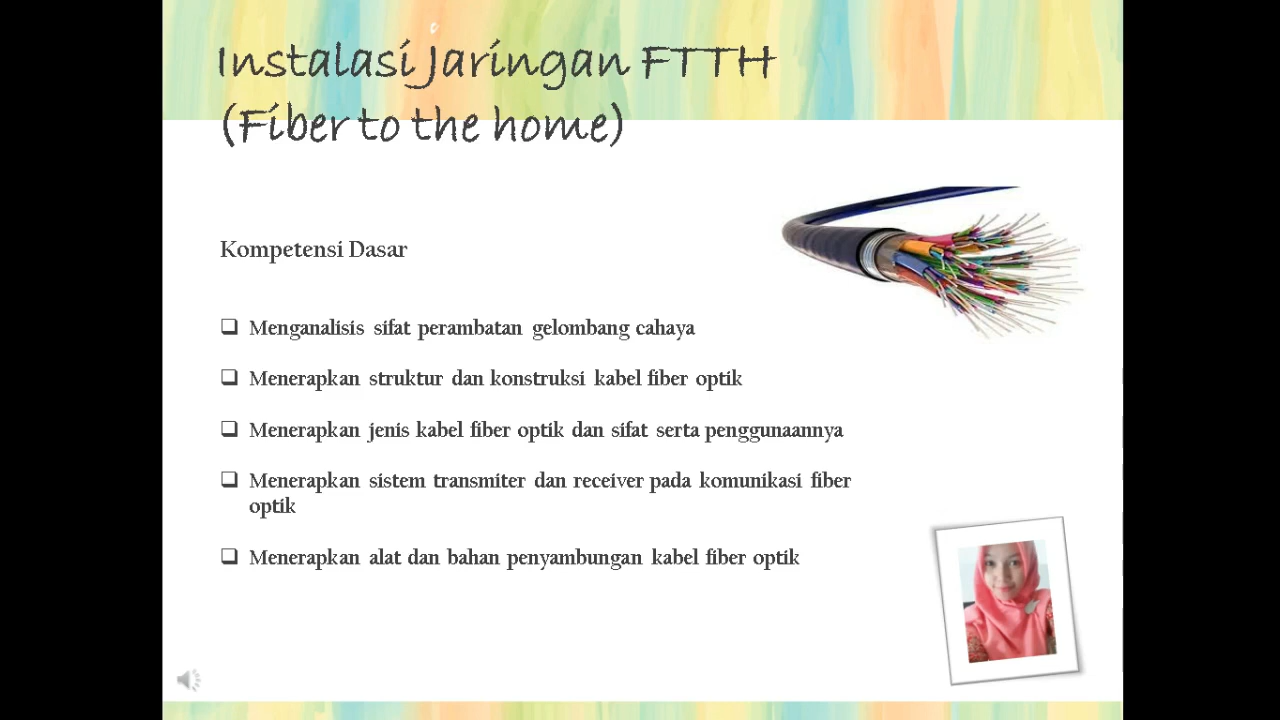 Instalasi Jaringan FTTH
(Fiber to the home)
Kompetensi Dasar
Menganalisis sifat perambatan gelombang cahaya
Menerapkan struktur dan konstruksi kabel fiber optik
Menerapkan jenis kabel fiber optik dan sifat serta penggunaannya
Menerapkan sistem transmiter dan receiver pada komunikasi fiber
optik
Menerapkan alat dan bahan penyambungan kabel fiber optik